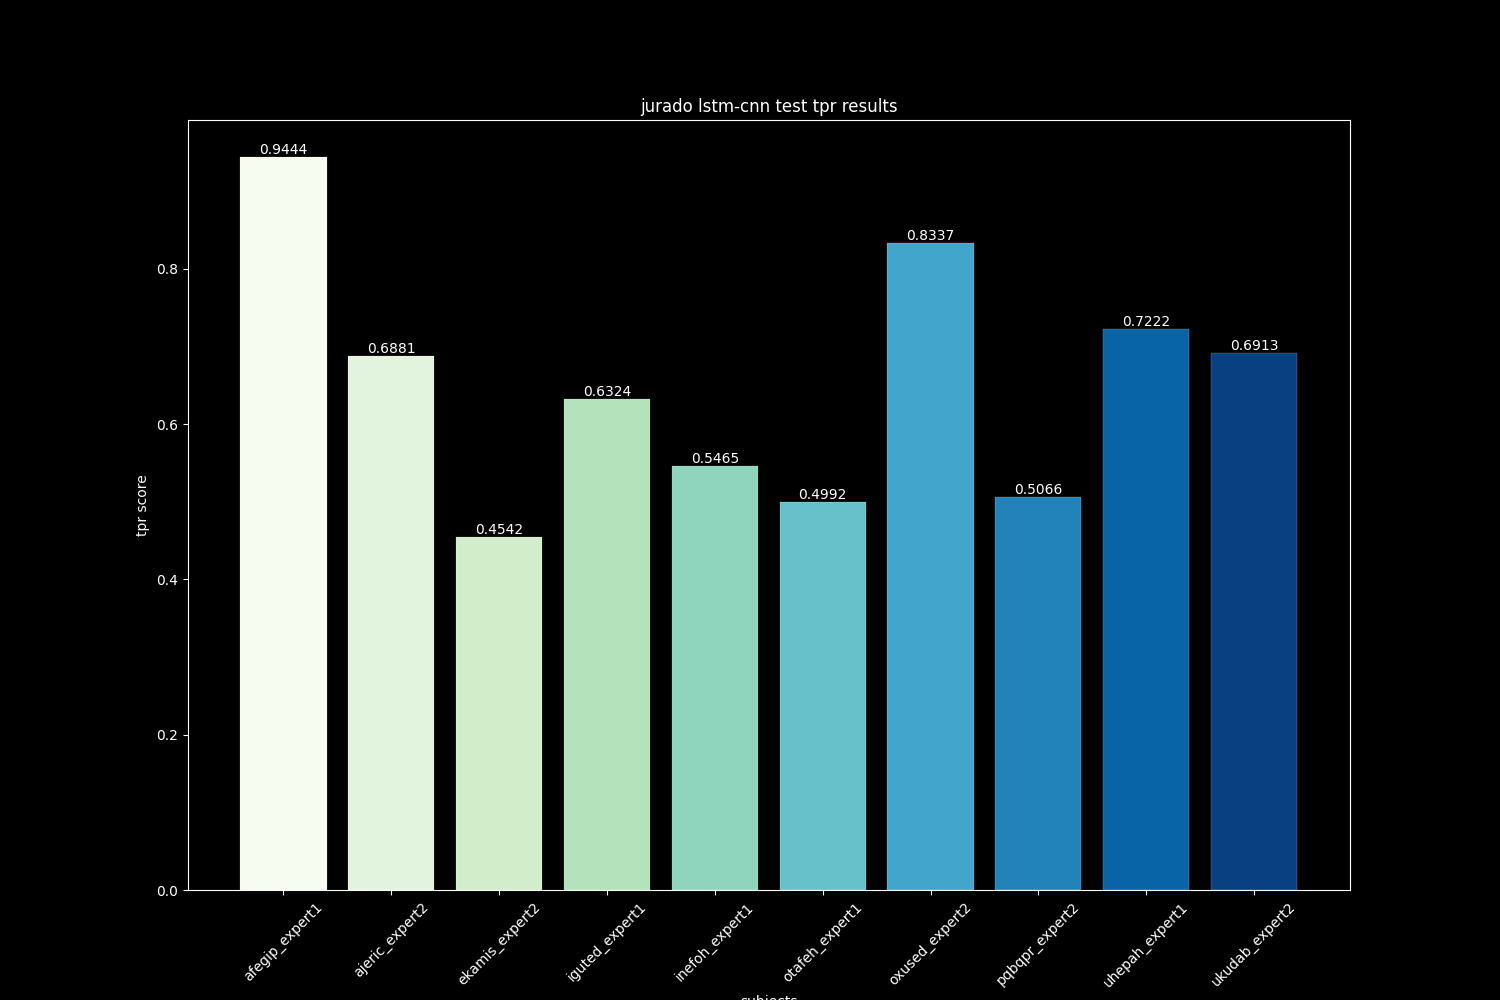 jurado lstm-cnn test tpr results
0.9444
0.6881
0.4542
0.6324
0.5465
0.4992
0.8337
0.5066
0.7222
0.6913
0.8
0.6
0.4
0.2
0.0
tpr score
afegip_expert1
ajeric_expert2
ekamis_expert2
iguted_expert1
inefoh_expert1
otafeh_expert1
oxused_expert2
pqbqpr_expert2
uhepah_expert1
ukudab_expert2
subjects